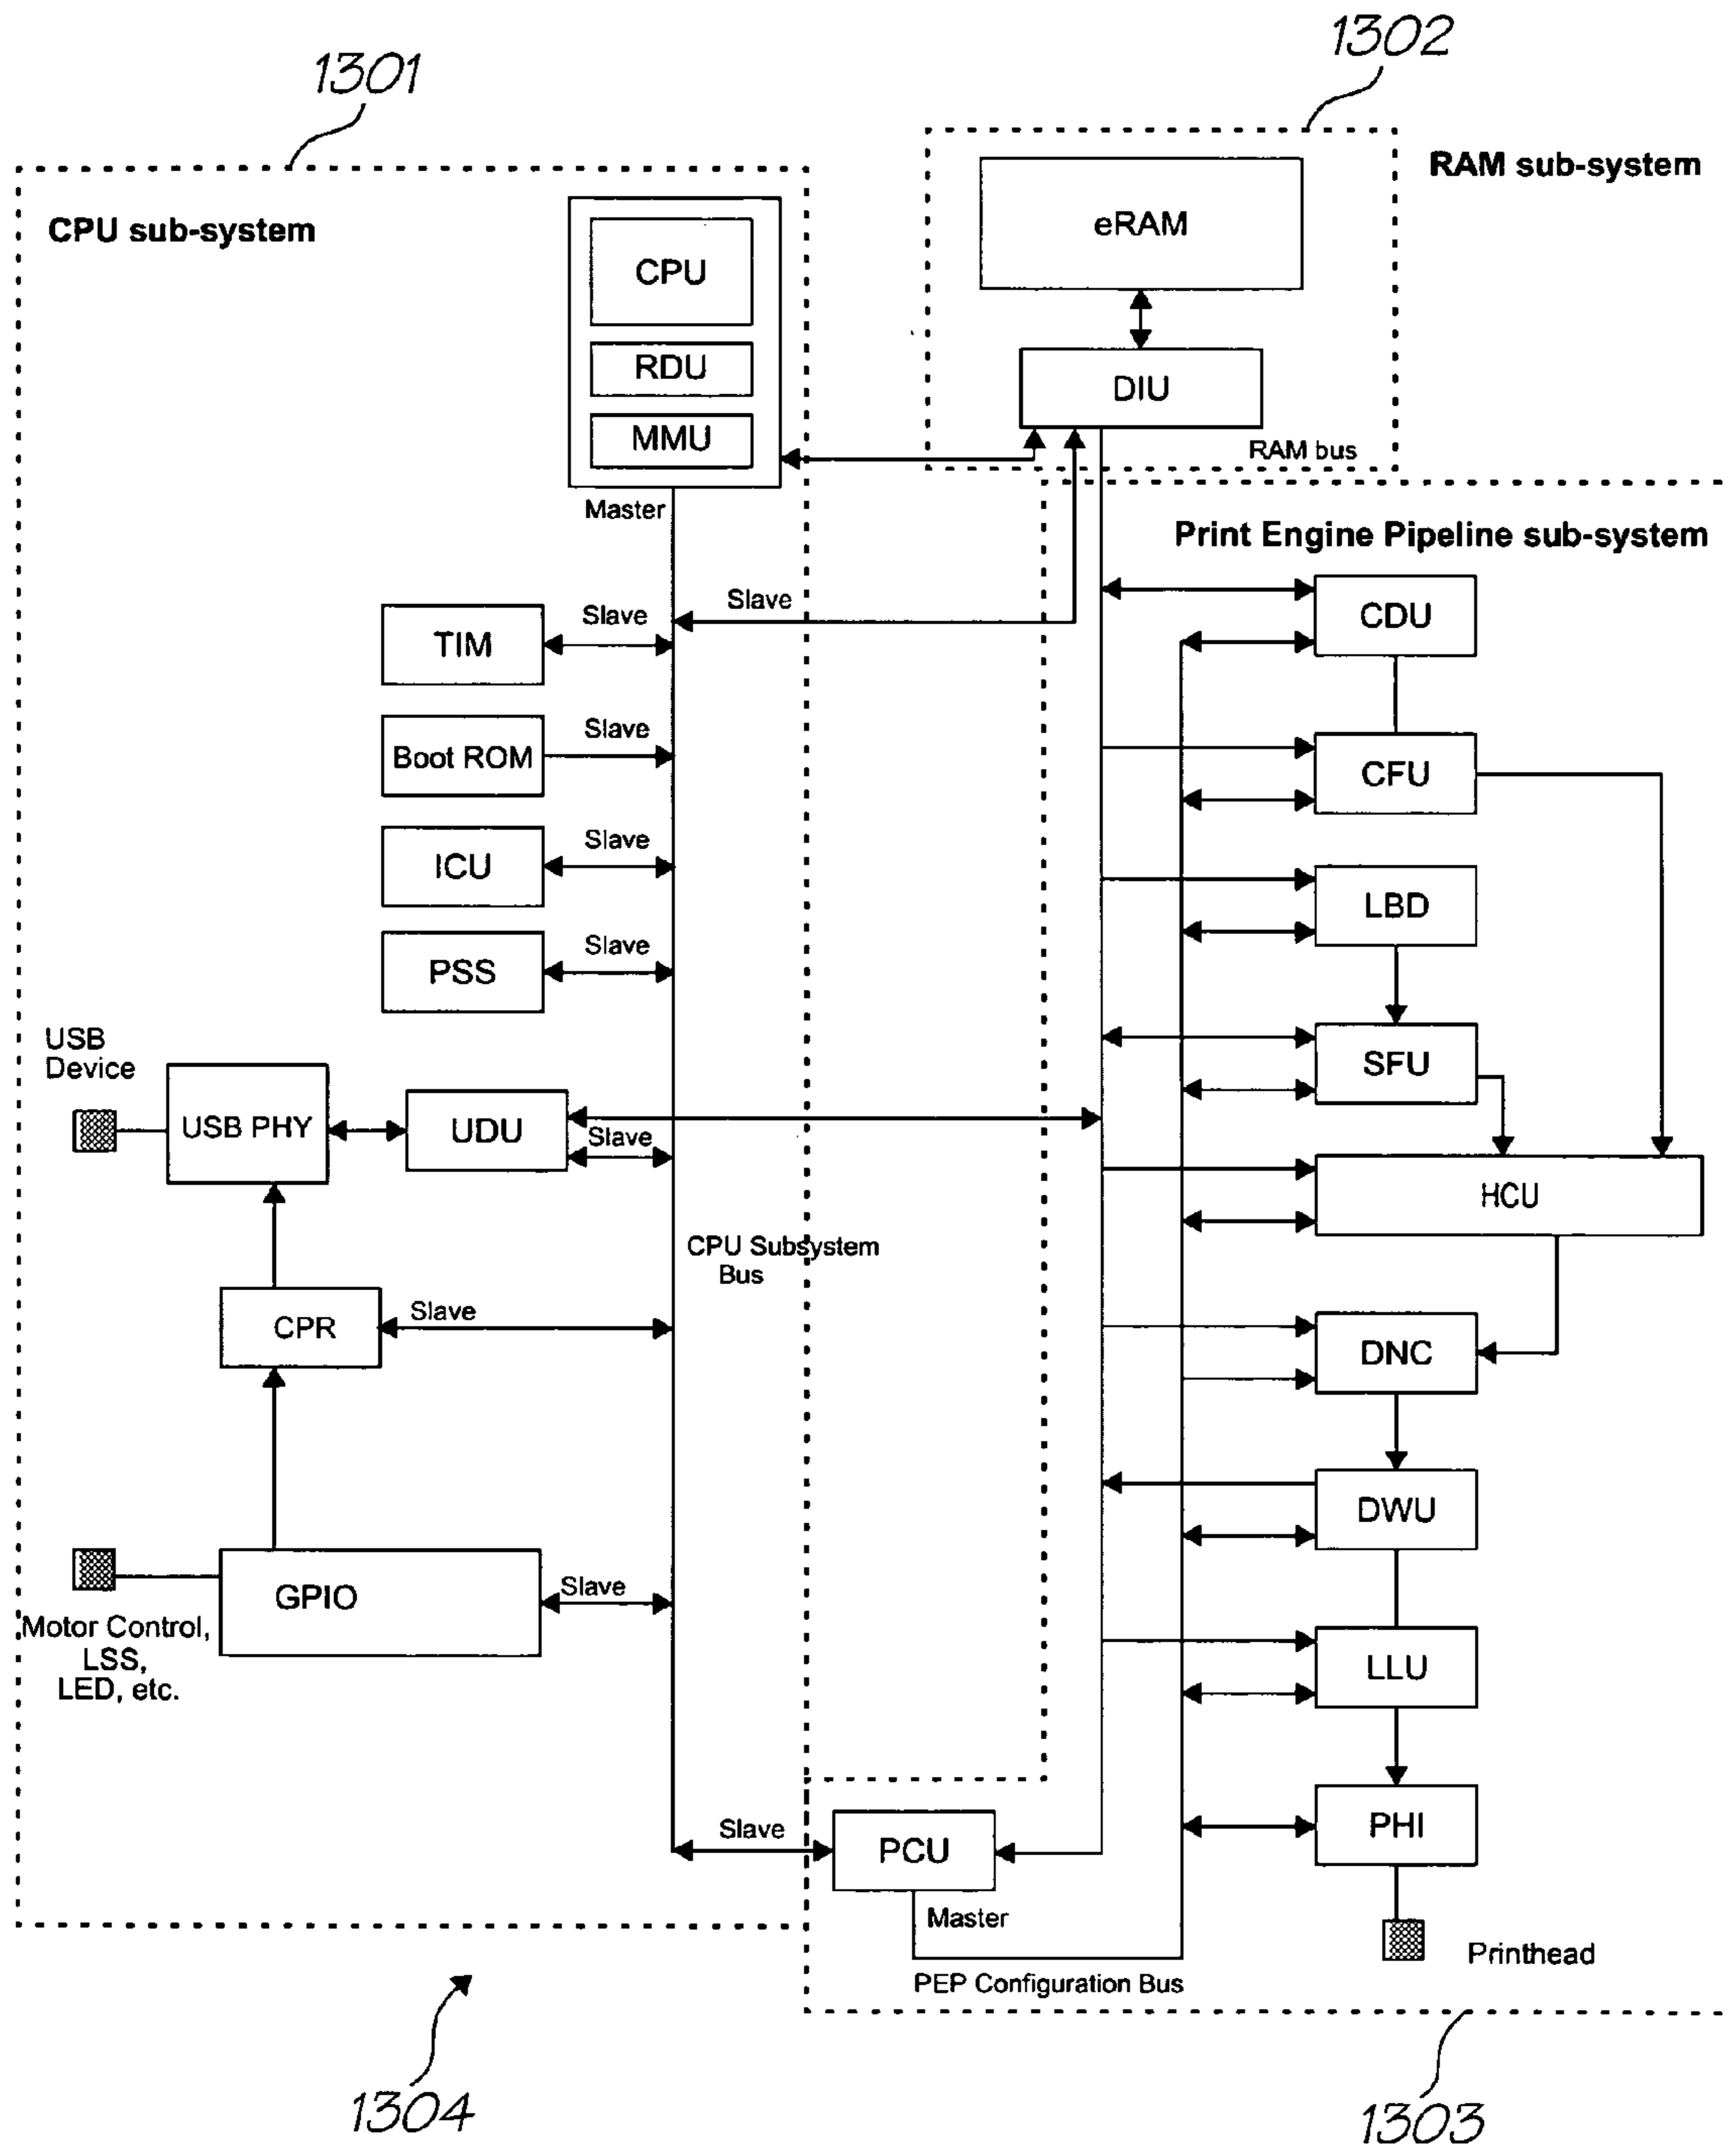 1301
1302
RAM sub-system
CPU sub-system
eRAM
CPU
RDU
DIU
MMU
RAM bus
Master
Print Engine Pipeline sub-system
Slave
Slave
CDU
TIM
Slave
Boot ROM
CFU
Slave
ICU
LBD
Slave
PSS
USB
Device
SFU
USB PHY
UDU
Slave
HCU
CPU Subsystem
Bus
Slave
CPR
DNC
DWU
Slave
GPIO
Motor Control,
LSS,
LED, etc.
LLU
Slave
PCU
PHI
Master
Printhead
PEP Configuration Bus
1304
1303